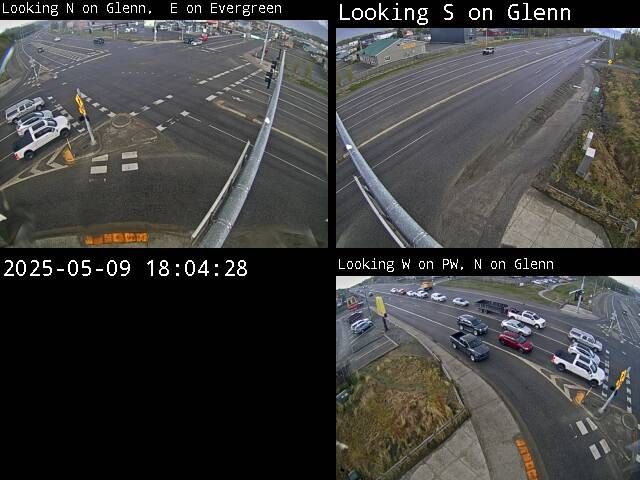 Looking N on Glenn,  E on Evergreen
Looking S on Glenn
2025-05-09 18:04:28
Looking W on PW, N on Glenn